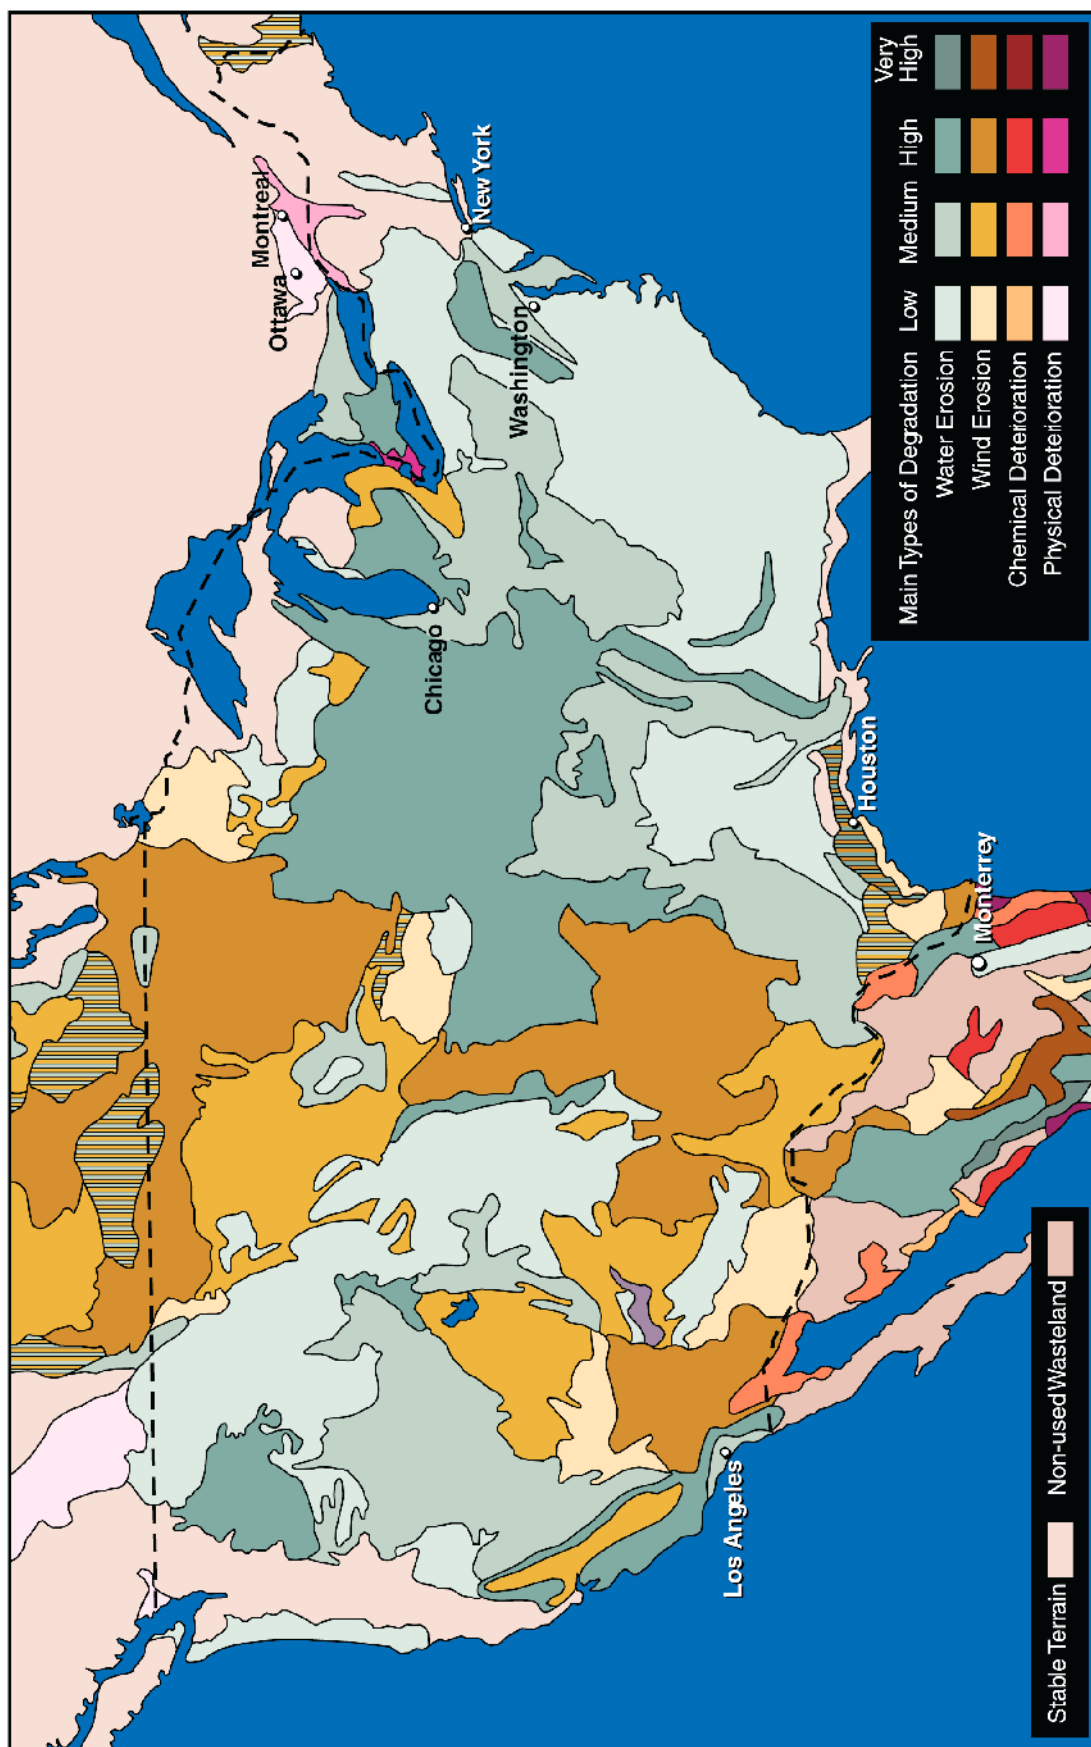 Montreal
Ottawa
New York
Washington
Chicago
Houston
Monterrey
Los Angeles
Stable Terrain
Non-used Wasteland
Main Types of Degradation Low Medium High Very High
Water Erosion
Wind Erosion
Chemical Deterioration
Physical Deterioration